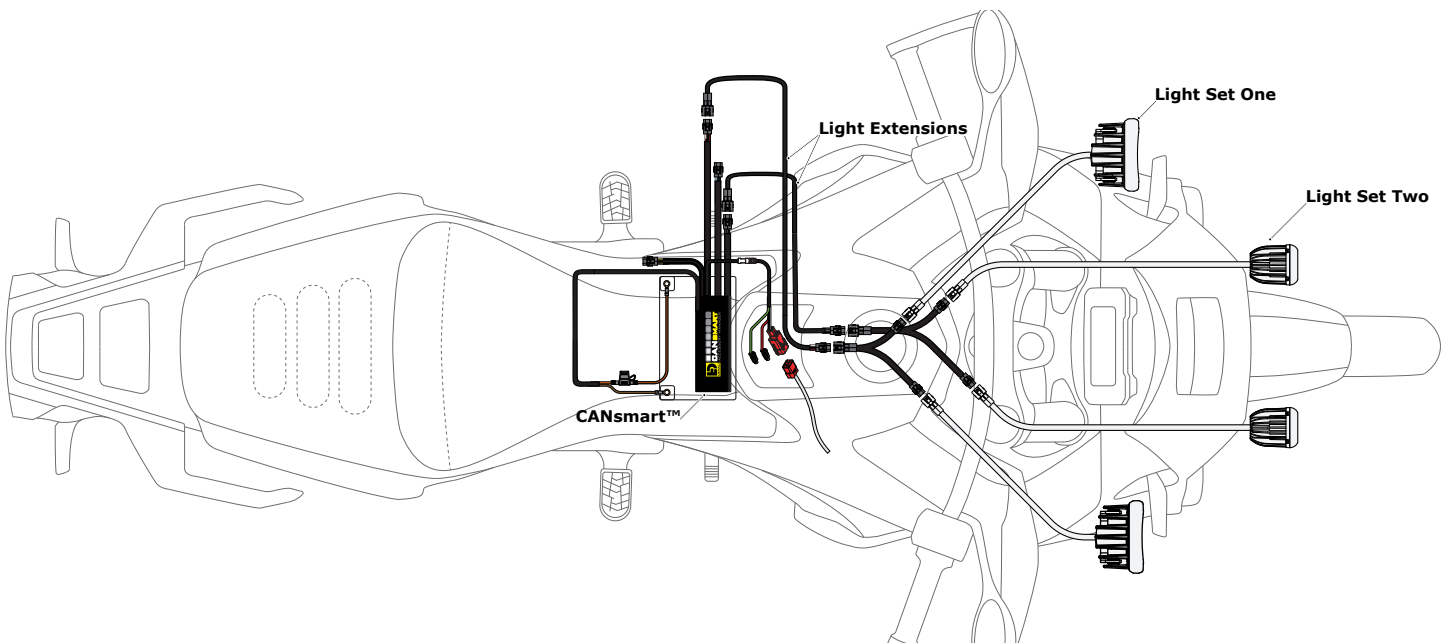 Light Set One
Light Extensions
Light Set Two
CANSMART
CANsmart™